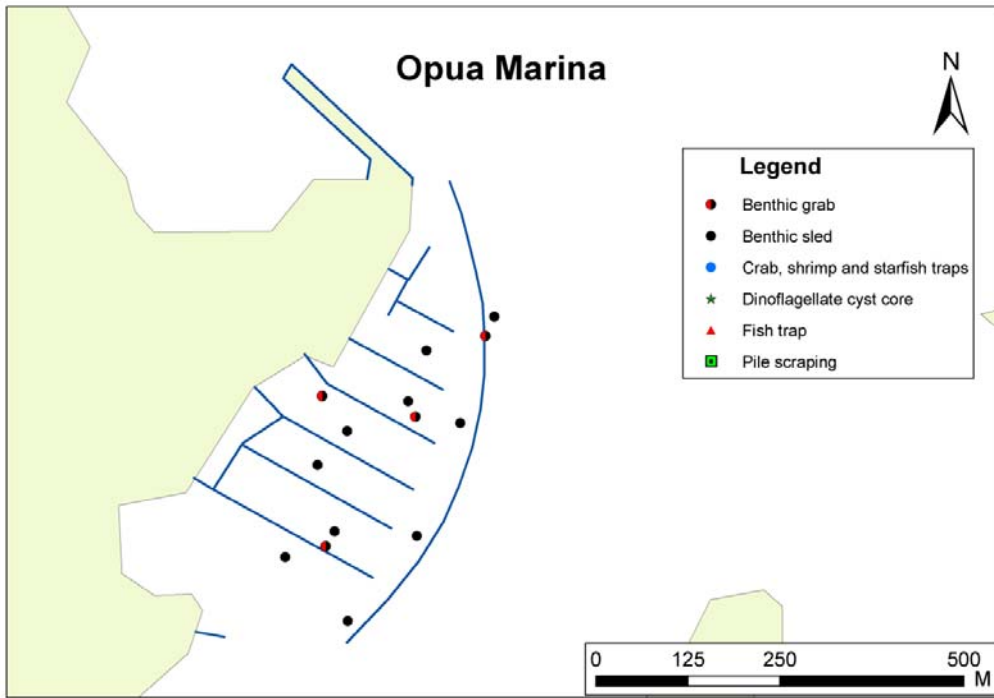 Opua Marina
N
Legend
Benthic grab
Benthic sled
Crab, shrimp and starfish traps
Dinoflagellate cyst core
Fish trap
Pile scraping
0 125 250 500
M